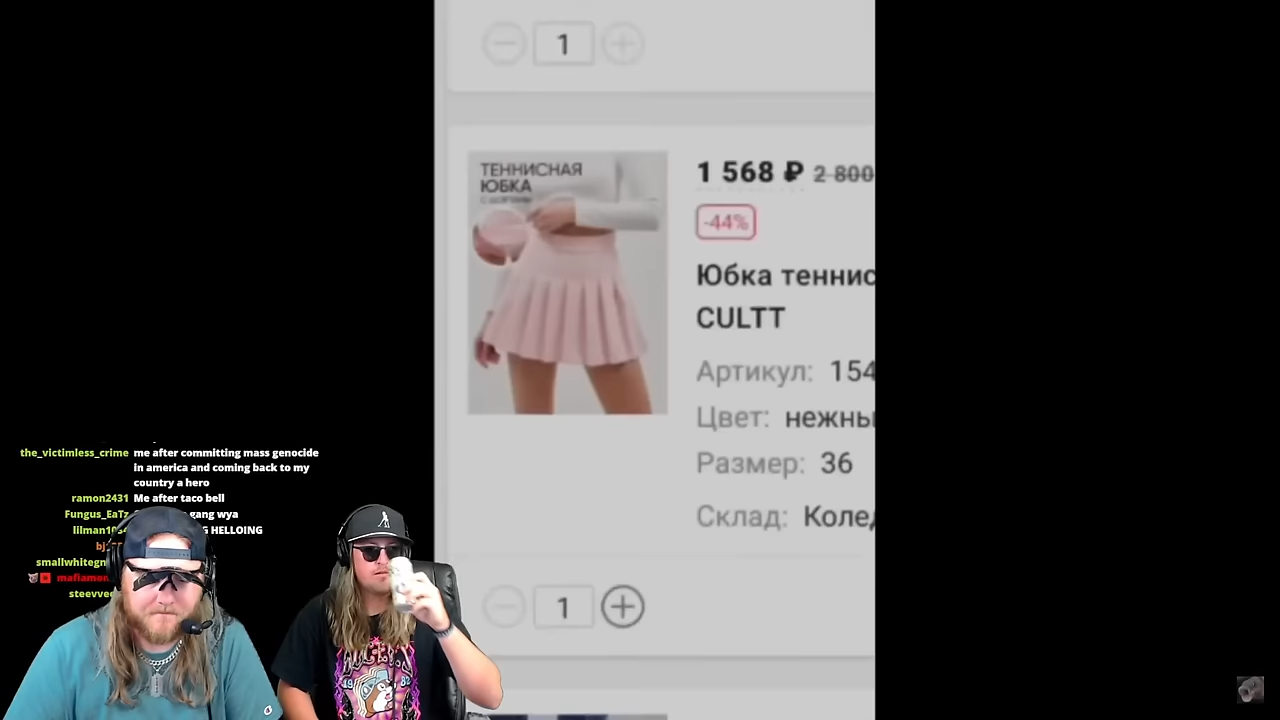 1
ТЕННИСНАЯ
ЮБКА
1 568 ₽ 2 800
-44%
Юбка теннис
CULTT
Артикул: 154
Цвет: нежны
Размер: 36
Склад: Колед
1
the_victimless_crime me after committing mass genocide
in america and coming back to my
country a hero
ramon2431 Me after taco bell
Fungus_EaTz gang wya
HELLOING
steevve